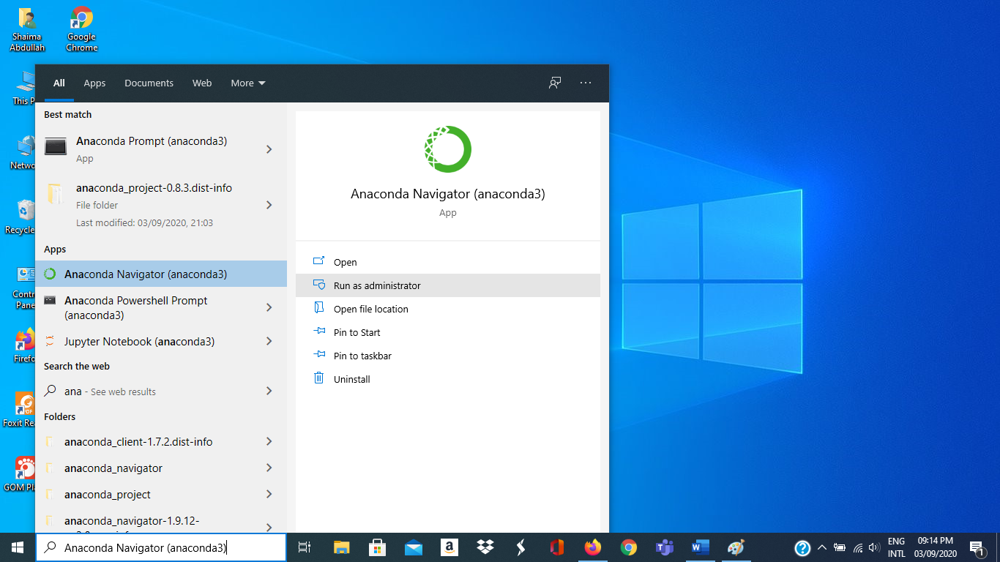 Shaima
Abdullah
Google
Chrome
This P
Netwo
Recycle
Contr
Pane
Firefo
Foxit Rea
GOM Pl
All
Apps
Documents
Web
More
Best match
Anaconda Prompt (anaconda3)
App
anaconda_project-0.8.3.dist-info
File folder
Last modified: 03/09/2020, 21:03
Apps
Anaconda Navigator (anaconda3)
Anaconda Powershell Prompt
(anaconda3)
Jupyter Notebook (anaconda3)
Search the web
ana - See web results
Folders
anaconda_client-1.7.2.dist-info
anaconda_navigator
anaconda_project
anaconda_navigator-1.9.12-
Anaconda Navigator (anaconda3)
App
Open
Run as administrator
Open file location
Pin to Start
Pin to taskbar
Uninstall
Anaconda Navigator (anaconda3)
ENG
INTL
09:14 PM
03/09/2020
1